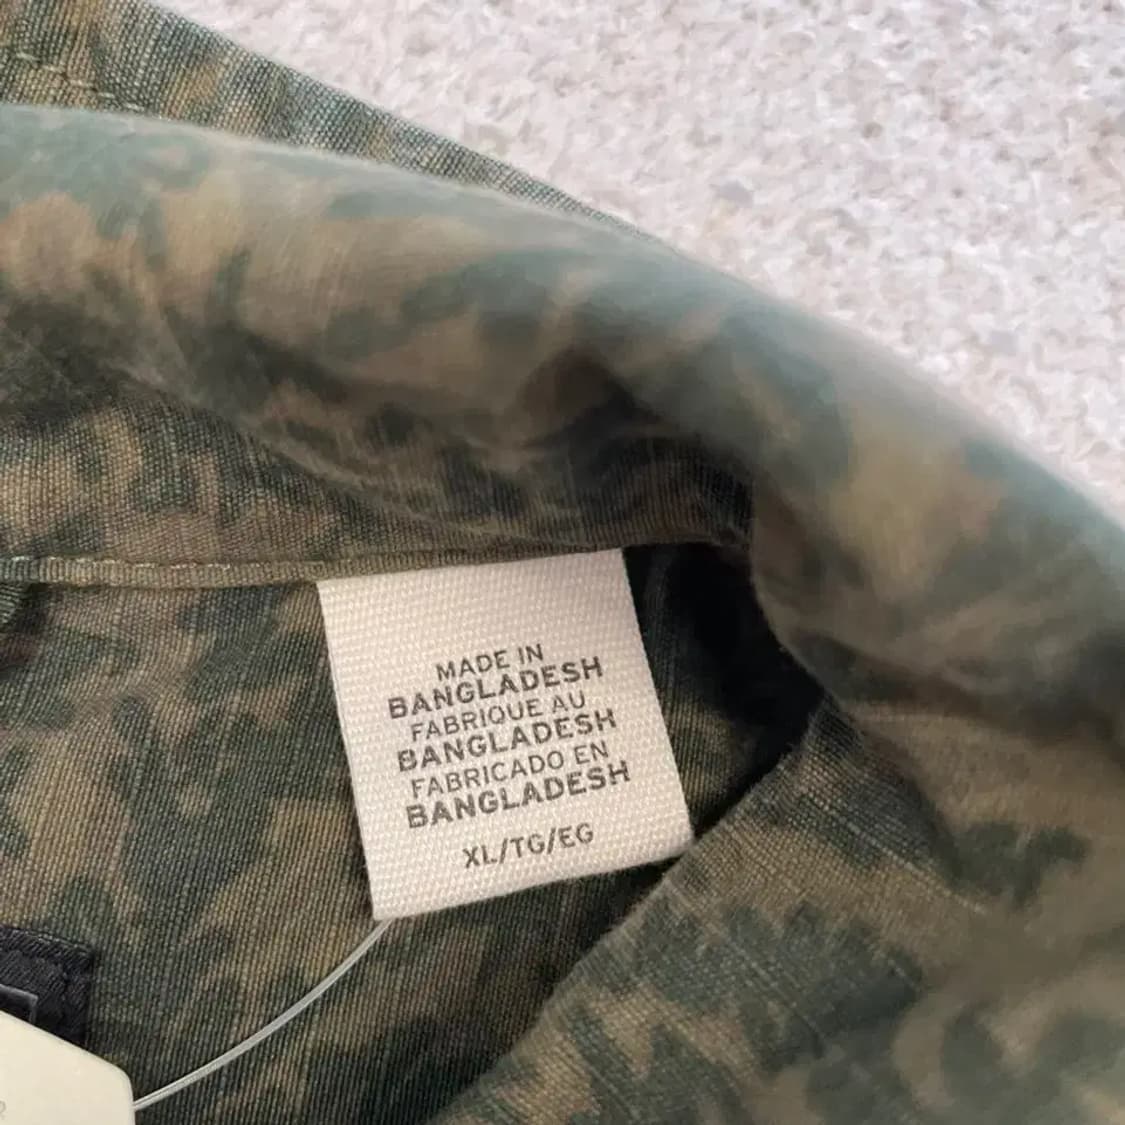 MADE IN
BANGLADESH
FABRIQUE AU
BANGLADESH
FABRICADO EN
BANGLADESH
XL/TG/EG